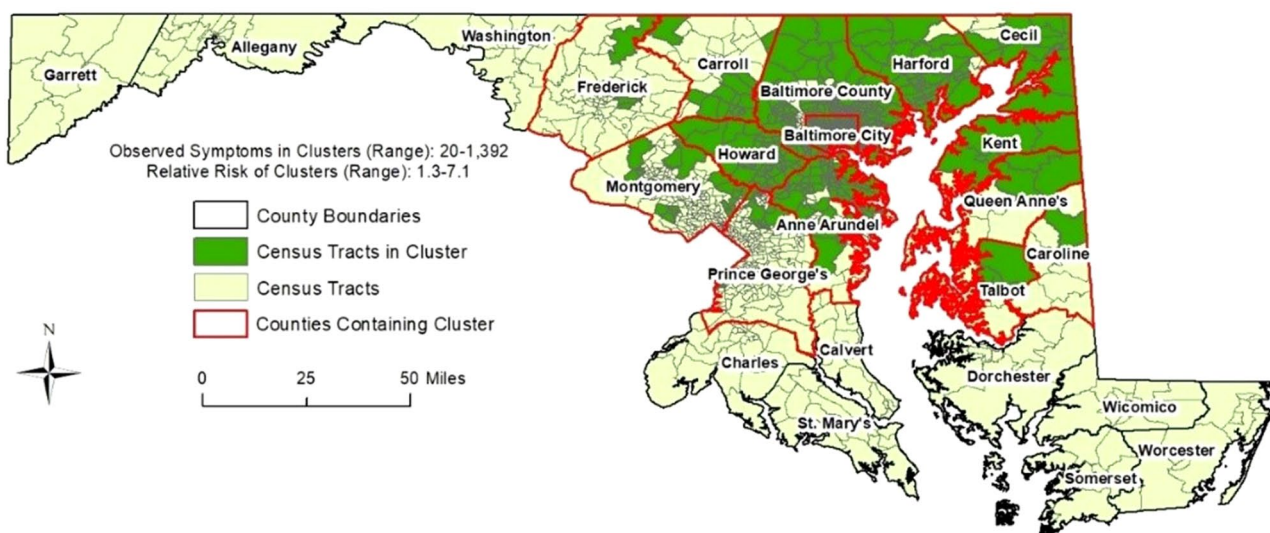 Garrett
Allegany
Washington
Frederick
Carroll
Baltimore County
Harford
Cecil
Baltimore City
Howard
Kent
Montgomery
Queen Anne's
Anne Arundel
Caroline
Prince George's
Talbot
Charles
Calvert
Dorchester
St. Mary's
Wicomico
Worcester
Somerset
Observed Symptoms in Clusters (Range): 20-1,392
Relative Risk of Clusters (Range): 1.3-7.1
County Boundaries
Census Tracts in Cluster
Census Tracts
Counties Containing Cluster
N
0 25 50 Miles